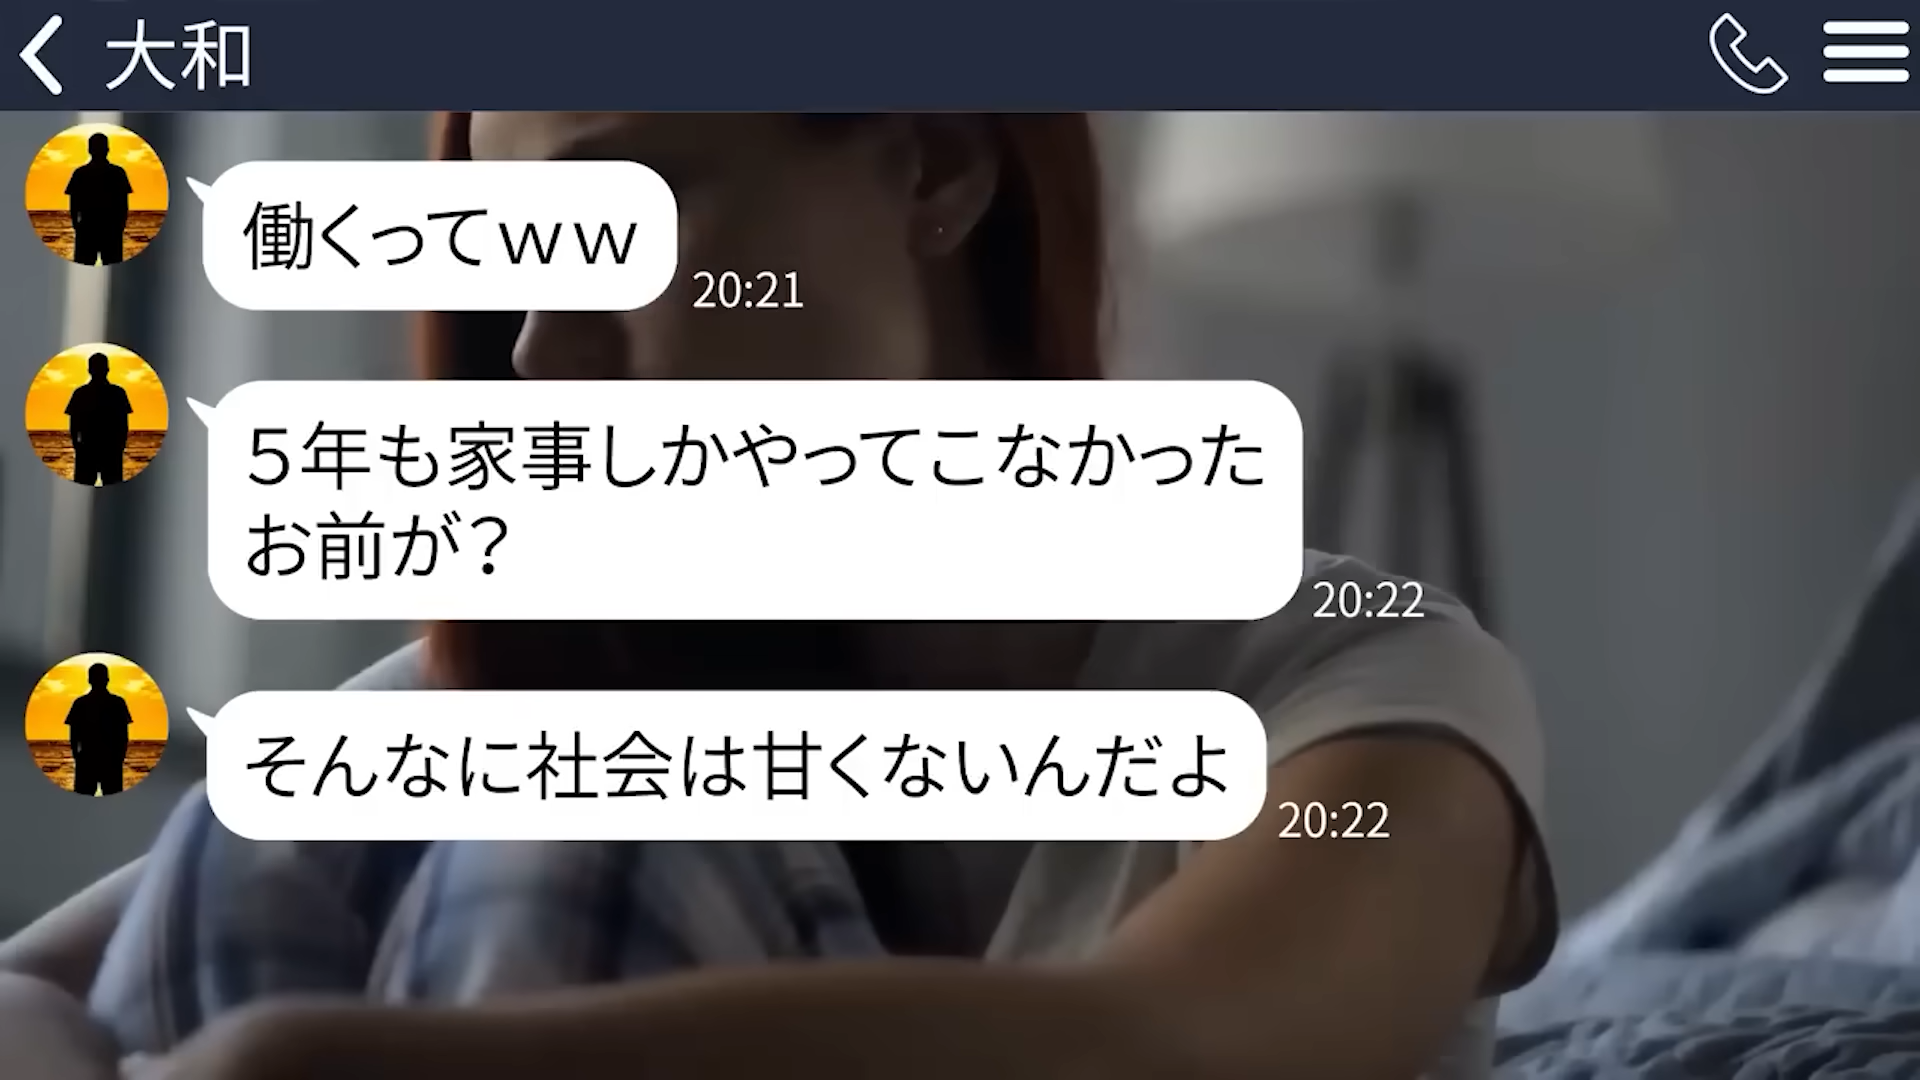 大和
働くってｗｗ
20:21
５年も家事しかやってこなかった
お前が？
20:22
そんなに社会は甘くないんだよ
20:22